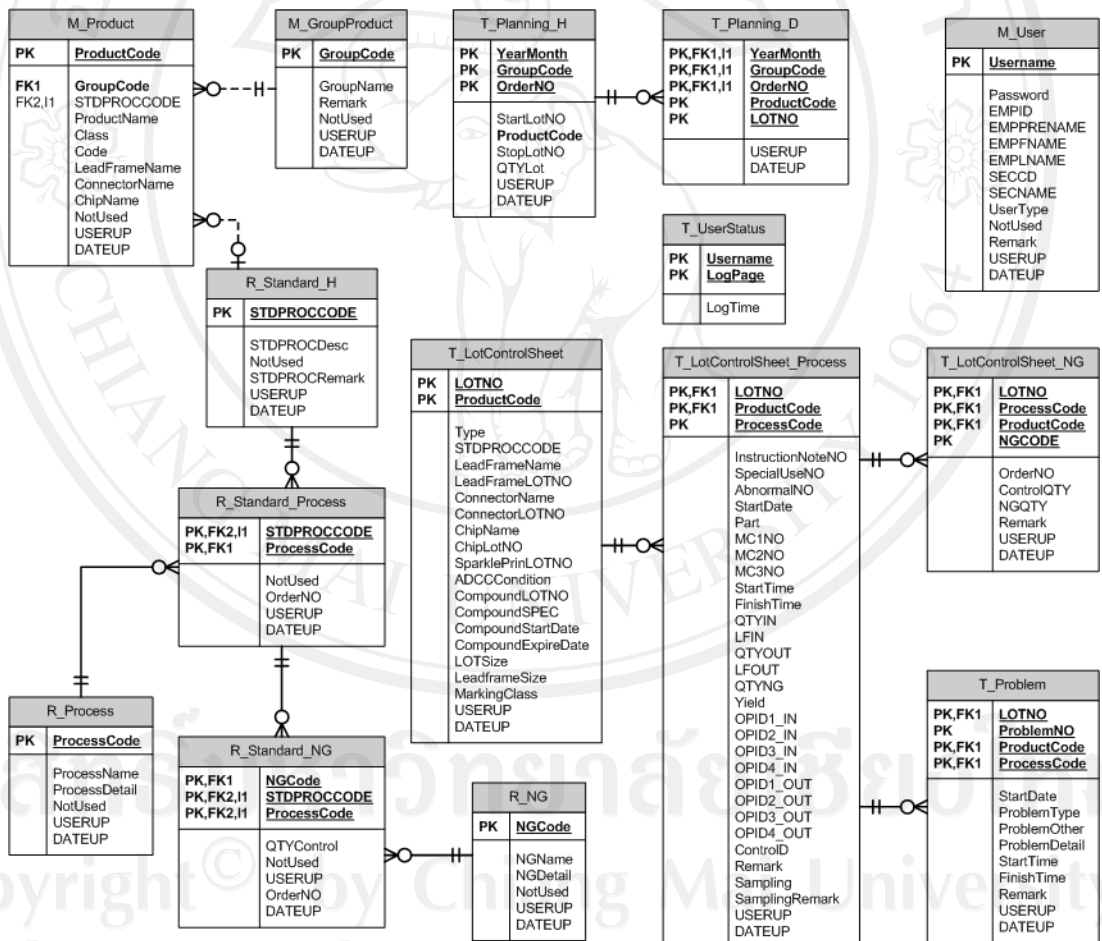 M_Product
PK ProductCode
FK1 GroupCode
FK2,I1 STDPROCCODE
ProductName
Class
Code
LeadFrameName
ConnectorName
ChipName
NotUsed
USERUP
DATEUP
M_GroupProduct
PK GroupCode
GroupName
Remark
NotUsed
USERUP
DATEUP
T_Planning_H
PK YearMonth
PK GroupCode
PK OrderNO
StartLotNO
ProductCode
StopLotNO
QTYLot
USERUP
DATEUP
T_Planning_D
PK,FK1,I1 YearMonth
PK,FK1,I1 GroupCode
PK,FK1,I1 OrderNO
PK ProductCode
PK LOTNO
USERUP
DATEUP
M_User
PK Username
Password
EMPID
EMPPRENAME
EMPFNAME
EMPLNAME
SECCD
SECNAME
UserType
NotUsed
Remark
USERUP
DATEUP
T_UserStatus
PK Username
PK LogPage
LogTime
R_Standard_H
PK STDPROCCODE
STDPROCDesc
NotUsed
STDPROCRemark
USERUP
DATEUP
T_LotControlSheet
PK LOTNO
PK ProductCode
Type
STDPROCCODE
LeadFrameName
LeadFrameLOTNO
ConnectorName
ConnectorLOTNO
ChipName
ChipLotNO
SparklePrinLOTNO
ADCCCondition
CompoundLOTNO
CompoundSPEC
CompoundStartDate
CompoundExpireDate
LOTSize
LeadframeSize
MarkingClass
USERUP
DATEUP
T_LotControlSheet_Process
PK,FK1 LOTNO
PK,FK1 ProductCode
PK ProcessCode
InstructionNoteNO
SpecialUseNO
AbnormalNO
StartDate
Part
MC1NO
MC2NO
MC3NO
StartTime
FinishTime
QTYIN
LFIN
QTYOUT
LFOUT
QTYNG
Yield
OPID1_IN
OPID2_IN
OPID3_IN
OPID4_IN
OPID1_OUT
OPID2_OUT
OPID3_OUT
OPID4_OUT
ControlD
Remark
Sampling
SamplingRemark
USERUP
DATEUP
T_LotControlSheet_NG
PK,FK1 LOTNO
PK,FK1 ProcessCode
PK,FK1 ProductCode
PK NGCODE
OrderNO
ControlQTY
NGQTY
Remark
USERUP
DATEUP
R_Standard_Process
PK,FK2,I1 STDPROCCODE
PK,FK1 ProcessCode
NotUsed
OrderNO
USERUP
DATEUP
R_Process
PK ProcessCode
ProcessName
ProcessDetail
NotUsed
USERUP
DATEUP
R_Standard_NG
PK,FK1 NGCode
PK,FK2,I1 STDPROCCODE
PK,FK2,I1 ProcessCode
QTYControl
NotUsed
USERUP
OrderNO
DATEUP
R_NG
PK NGCode
NGName
NGDetail
NotUsed
USERUP
DATEUP
T_Problem
PK,FK1 LOTNO
PK ProblemNO
PK,FK1 ProductCode
PK,FK1 ProcessCode
StartDate
ProblemType
ProblemOther
ProblemDetail
StartTime
FinishTime
Remark
USERUP
DATEUP
CHIANG MAI UNIVERSITY 1964
by Chiang Mai University